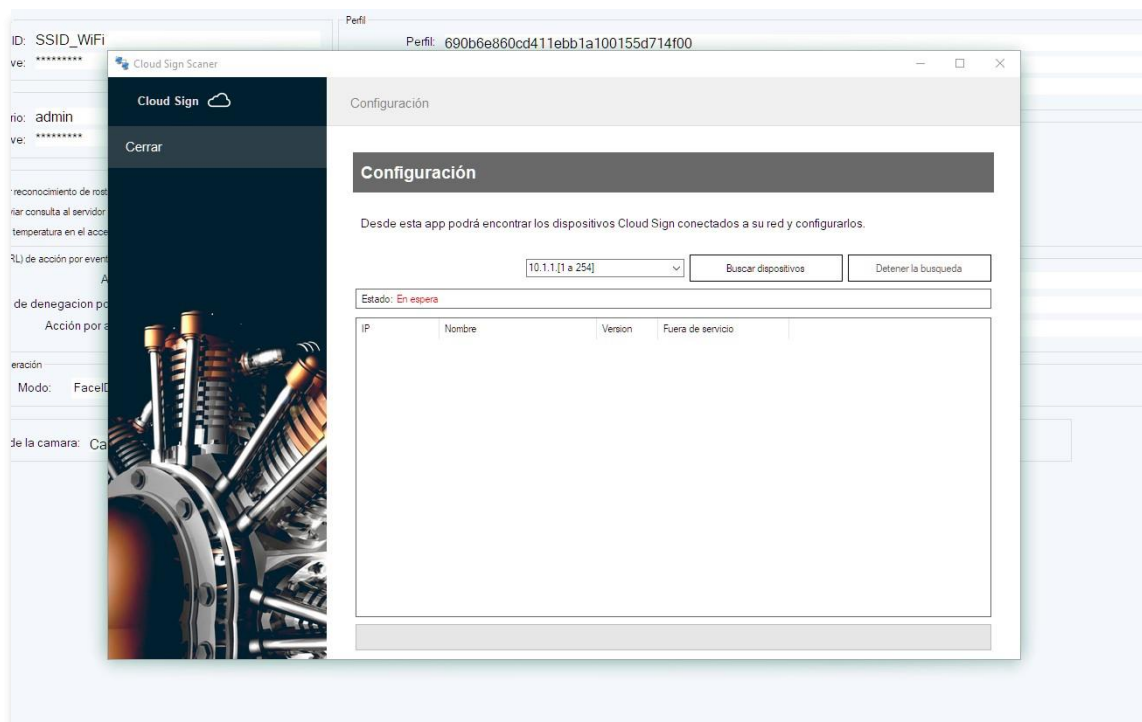 Perfil
ID: SSID_WiFi
Perfil: 690b6e860cd411ebb1a100155d714f00
ve: *********
Cloud Sign Scaner
Cloud Sign
Configuración
rio: admin
ve: *********
Cerrar
Configuración
reconocimiento de rost
viar consulta al servidor
temperatura en el acce
Desde esta app podrá encontrar los dispositivos Cloud Sign conectados a su red y configurarlos.
RL) de acción por event
A
10.1.1.[1 a 254]
Buscar dispositivos
Detener la busqueda
de denegacion po
Estado: En espera
Acción por a
IP Nombre Version Fuera de servicio
eración
Modo: FaceID
de la camara: Ca